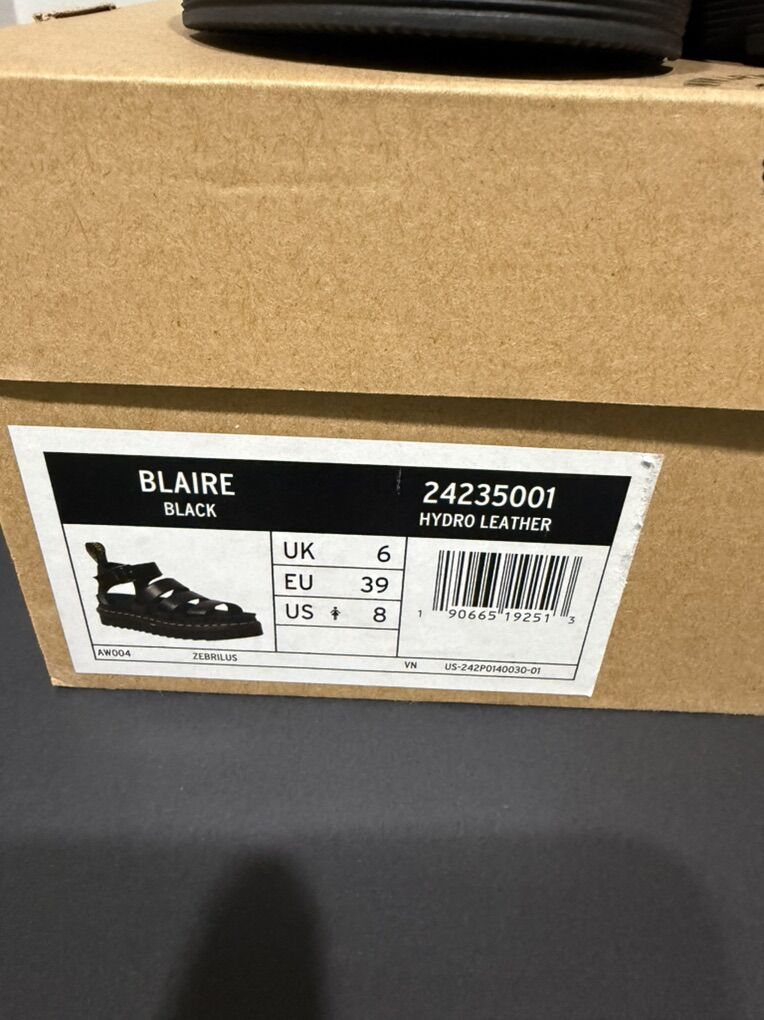 BLAIRE
BLACK
24235001
HYDRO LEATHER
UK 6
EU 39
US 8
1 90665 19251 3
AW004 ZEBRILUS VN US-242P0140030-01